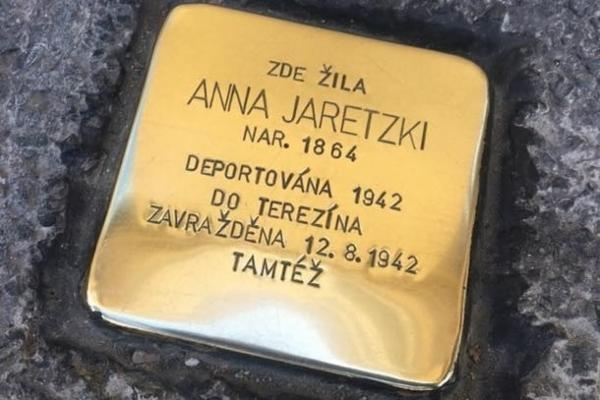 ZDE ŽILA
ANNA JARETZKI
NAR. 1864
DEPORTOVÁNA 1942
DO TEREZÍNA
ZAVRAŽDĚNA 12.8.1942
TAMTÉŽ